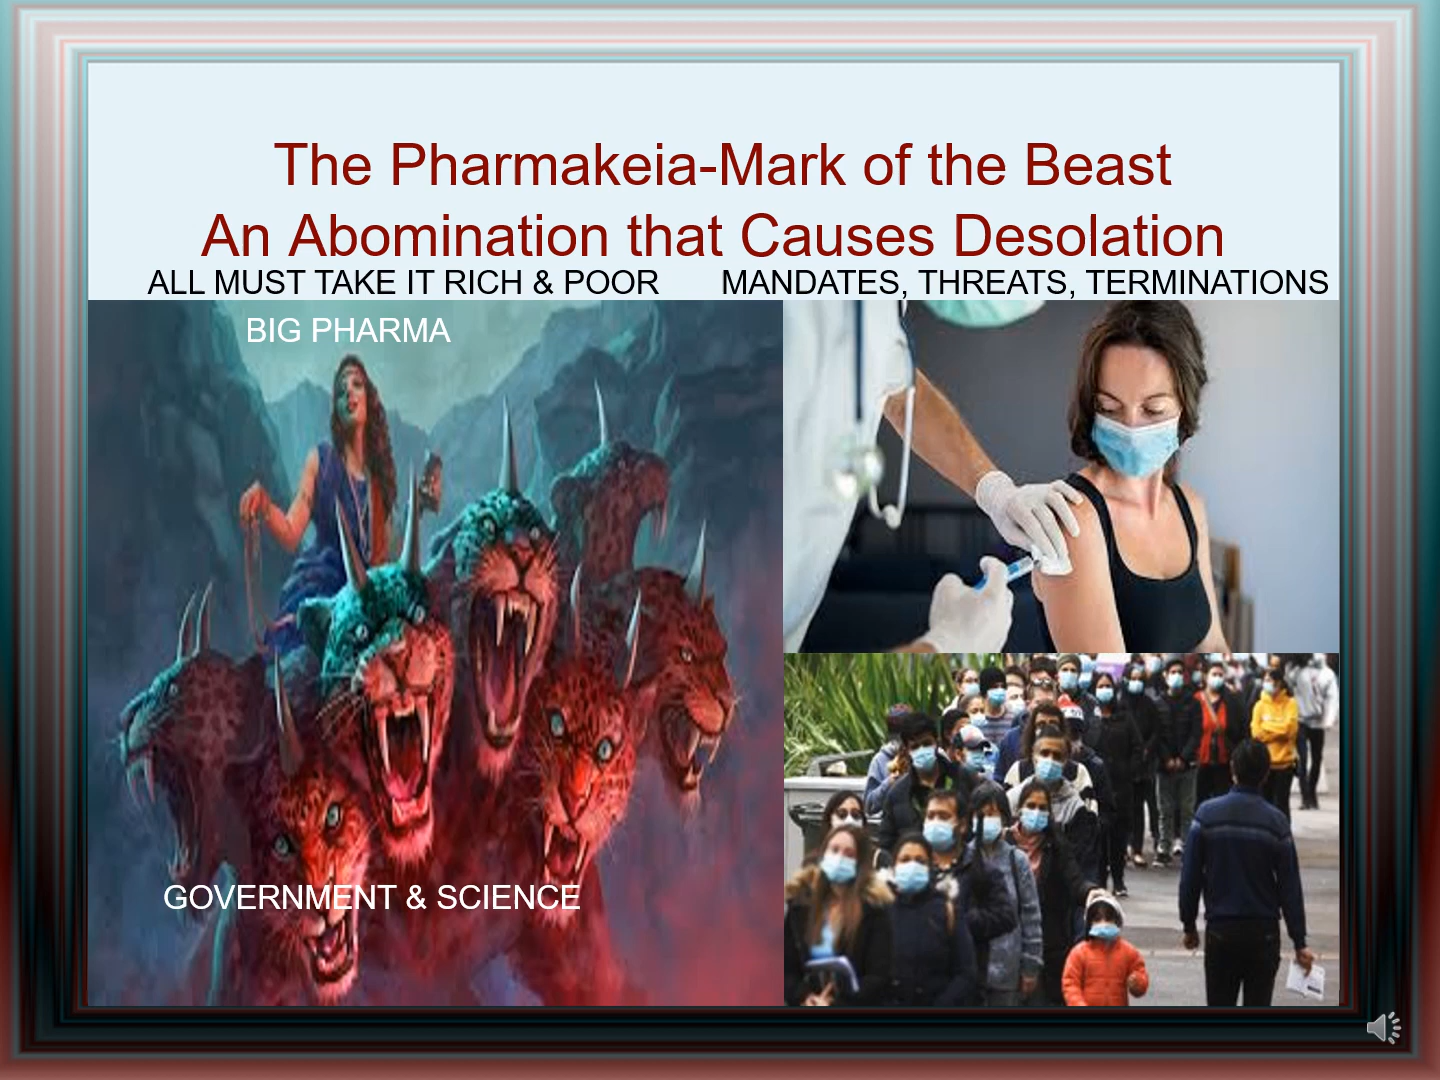 The Pharmakeia-Mark of the Beast
An Abomination that Causes Desolation
ALL MUST TAKE IT RICH & POOR
MANDATES, THREATS, TERMINATIONS
BIG PHARMA
GOVERNMENT & SCIENCE